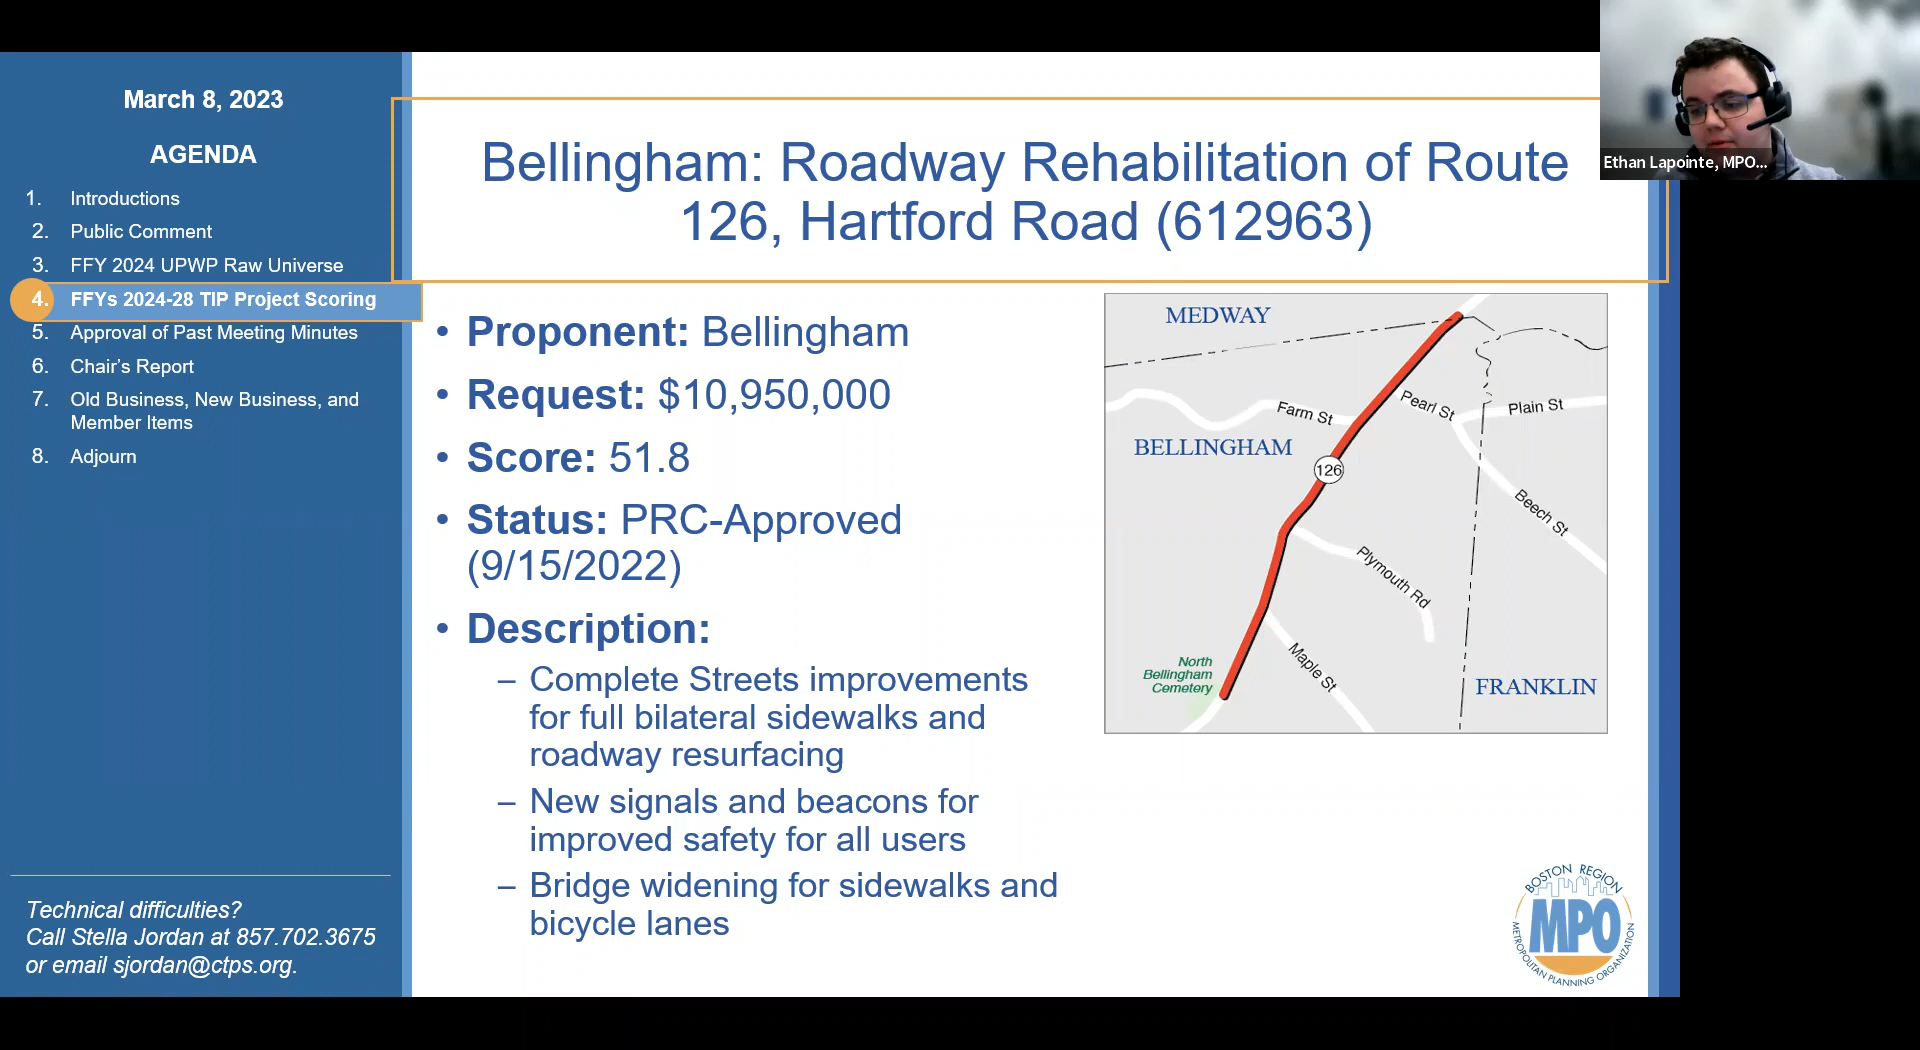 March 8, 2023
AGENDA
1. Introductions
2. Public Comment
3. FFY 2024 UPWP Raw Universe
4. FFYs 2024-28 TIP Project Scoring
5. Approval of Past Meeting Minutes
6. Chair's Report
7. Old Business, New Business, and
Member Items
8. Adjourn
Technical difficulties?
Call Stella Jordan at 857.702.3675
or email sjordan@ctps.org.
Bellingham: Roadway Rehabilitation of Route
126, Hartford Road (612963)
• Proponent: Bellingham
• Request: $10,950,000
• Score: 51.8
• Status: PRC-Approved
(9/15/2022)
• Description:
– Complete Streets improvements
for full bilateral sidewalks and
roadway resurfacing
– New signals and beacons for
improved safety for all users
– Bridge widening for sidewalks and
bicycle lanes
MEDWAY
Farm St
Pearl St
Plain St
BELLINGHAM
126
Beech St
Plymouth Rd
Maple St
North
Bellingham
Cemetery
FRANKLIN
BOSTON REGION
MPO
METROPOLITAN PLANNING ORGANIZATION
Ethan Lapointe, MPO...